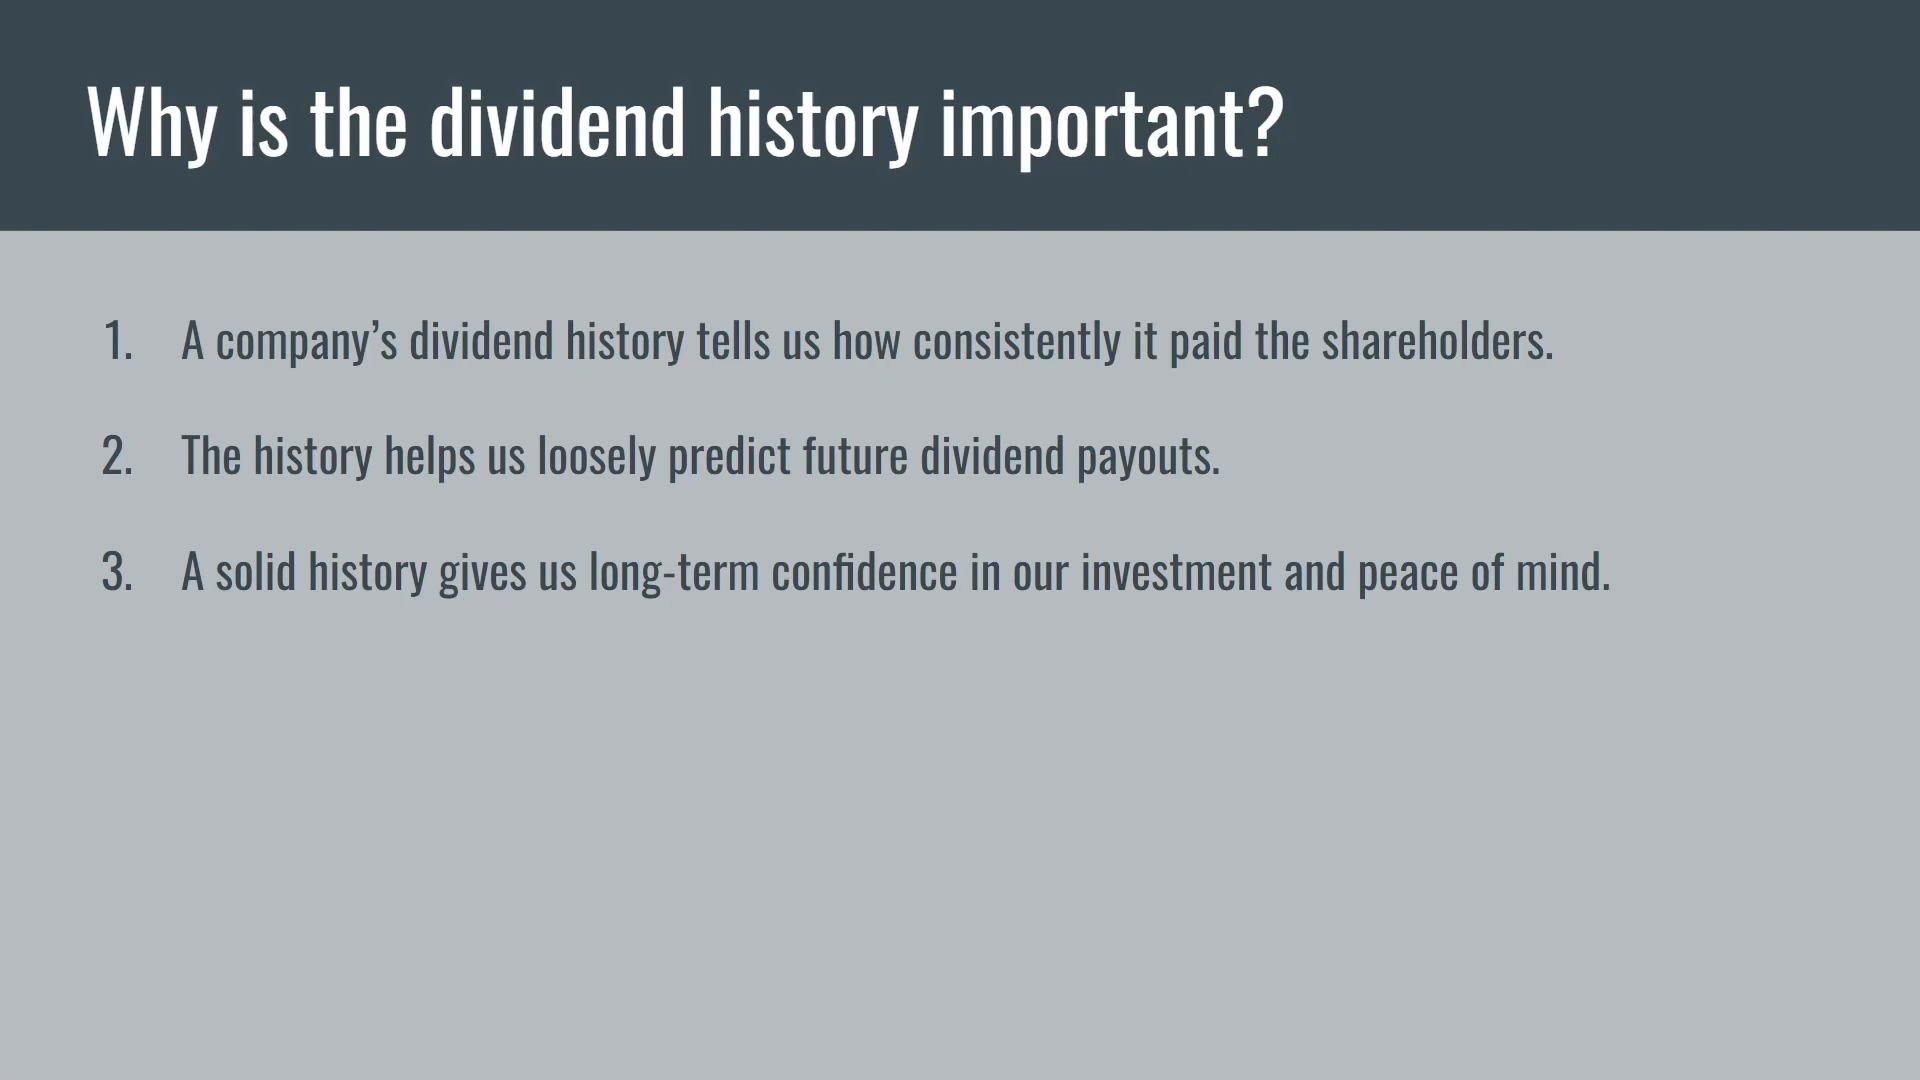 Why is the dividend history important?
1. A company’s dividend history tells us how consistently it paid the shareholders.
2. The history helps us loosely predict future dividend payouts.
3. A solid history gives us long-term confidence in our investment and peace of mind.